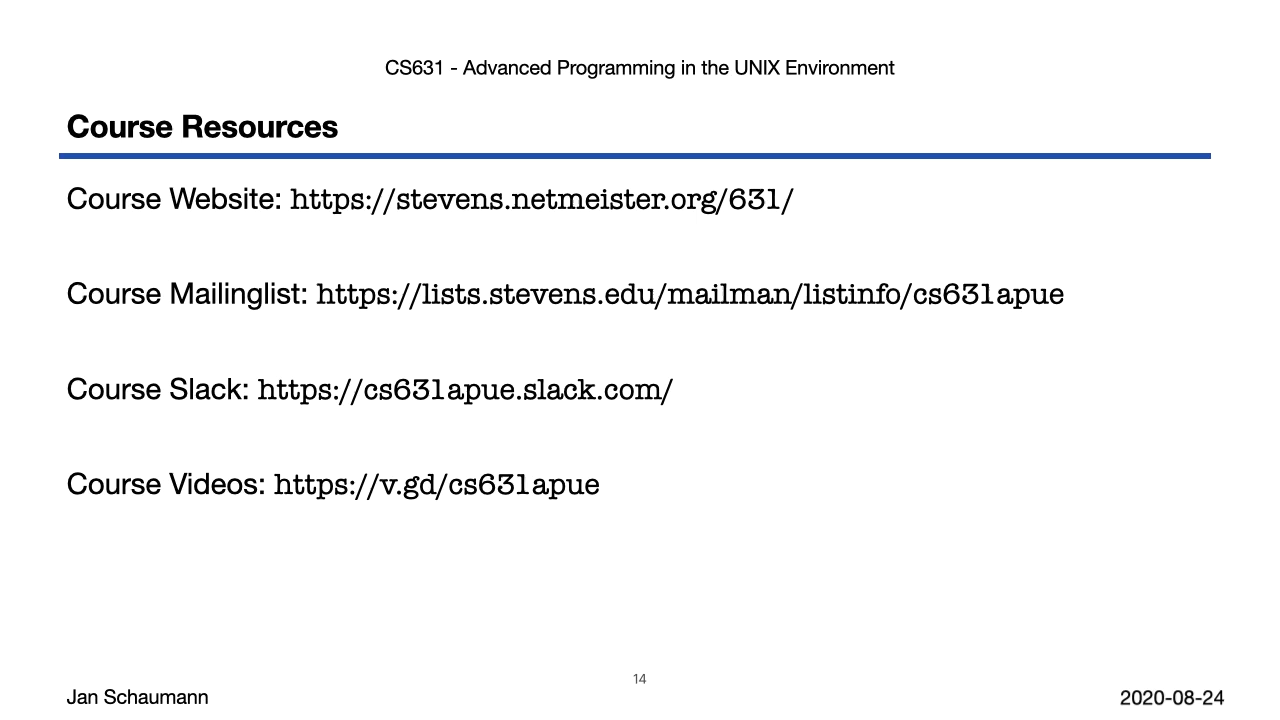 CS631 - Advanced Programming in the UNIX Environment
Course Resources
Course Website: https://stevens.netmeister.org/631/
Course Mailinglist: https://lists.stevens.edu/mailman/listinfo/cs631apue
Course Slack: https://cs631apue.slack.com/
Course Videos: https://v.gd/cs631apue
14
Jan Schaumann
2020-08-24